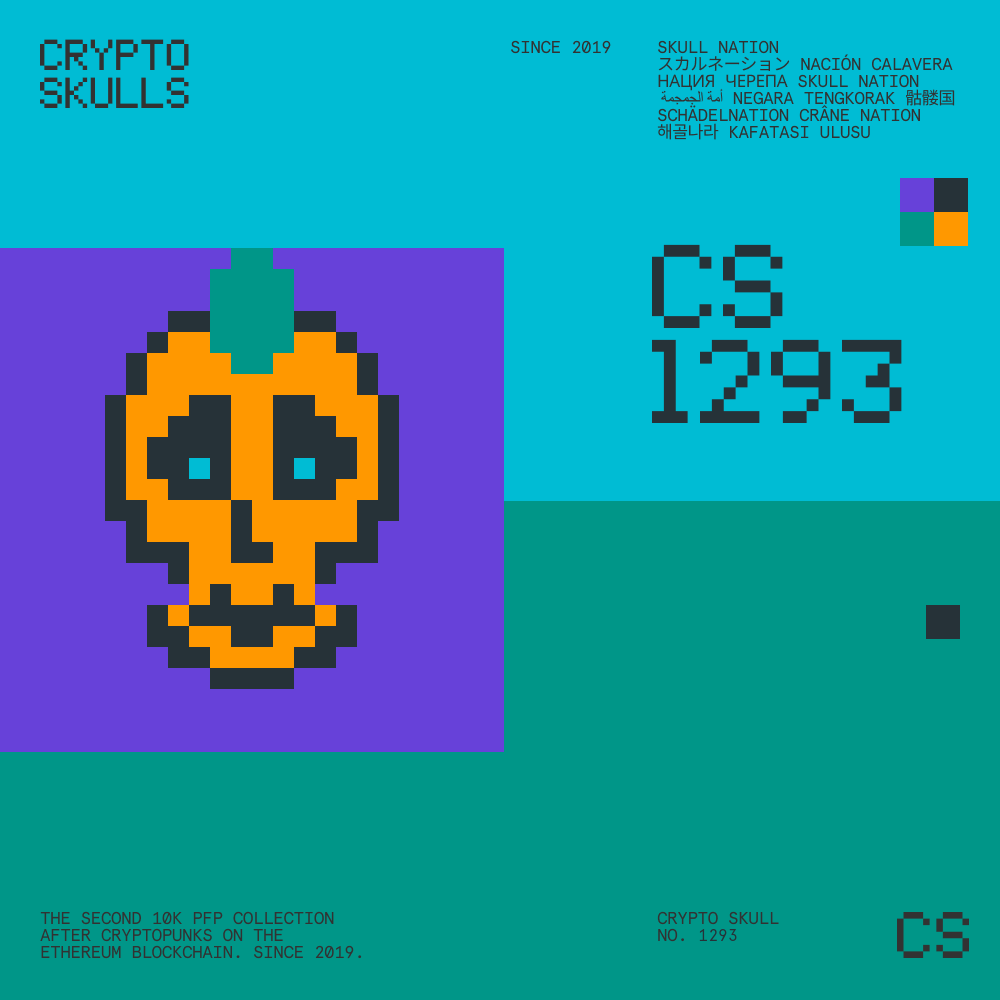 CRYPTO
SKULLS
SINCE 2019
SKULL NATION
スカルネーション NACIÓN CALAVERA
НАЦИЯ ЧЕРЕПА SKULL NATION
أمة الجمجمة NEGARA TENGKORAK 骷髅国
SCHÄDELNATION CRÂNE NATION
해골나라 KAFATASI ULUSU
CS
1293
THE SECOND 10K PFP COLLECTION
AFTER CRYPTOPUNKS ON THE
ETHEREUM BLOCKCHAIN. SINCE 2019.
CRYPTO SKULL
NO. 1293
CS